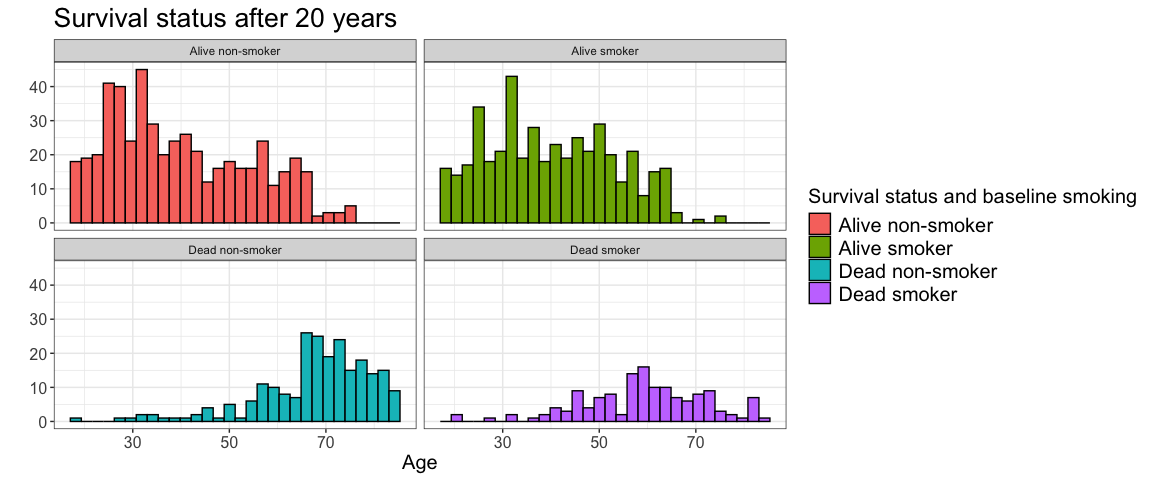 Survival status after 20 years
Alive non-smoker
Alive smoker
40
30
20
10
0
Dead non-smoker
Dead smoker
40
30
20
10
0
30 50 70
30 50 70
Age
Survival status and baseline smoking
Alive non-smoker
Alive smoker
Dead non-smoker
Dead smoker